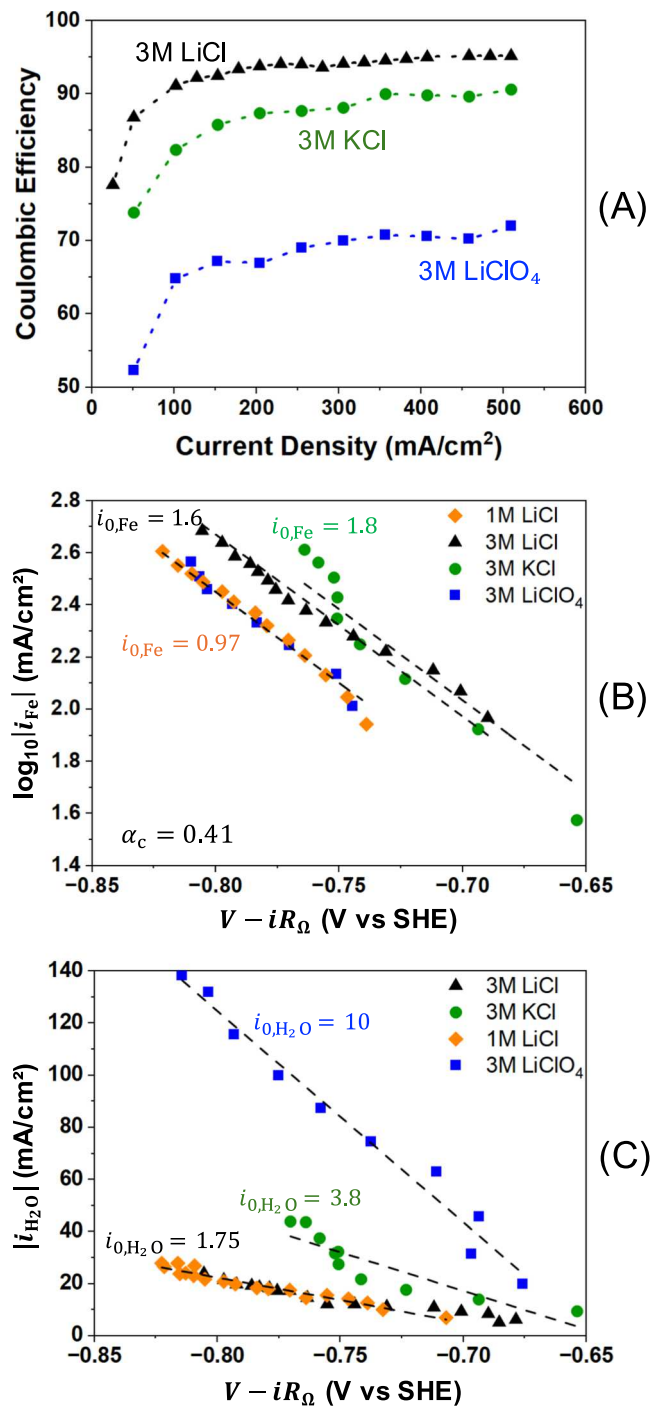 100
90
80
70
60
50
Coulombic Efficiency
3M LiCl
3M KCl
3M LiClO₄
0 100 200 300 400 500 600
Current Density (mA/cm²)
(A)
2.8
2.6
2.4
2.2
2.0
1.8
1.6
1.4
log₁₀|i_Fe| (mA/cm²)
i₀,Fe = 1.6
i₀,Fe = 1.8
i₀,Fe = 0.97
α_c = 0.41
1M LiCl
3M LiCl
3M KCl
3M LiClO₄
−0.85 −0.80 −0.75 −0.70 −0.65
V − iR_Ω (V vs SHE)
(B)
140
120
100
80
60
40
20
0
|i_H₂O| (mA/cm²)
i₀,H₂O = 10
i₀,H₂O = 3.8
i₀,H₂O = 1.75
3M LiCl
3M KCl
1M LiCl
3M LiClO₄
−0.85 −0.80 −0.75 −0.70 −0.65
V − iR_Ω (V vs SHE)
(C)